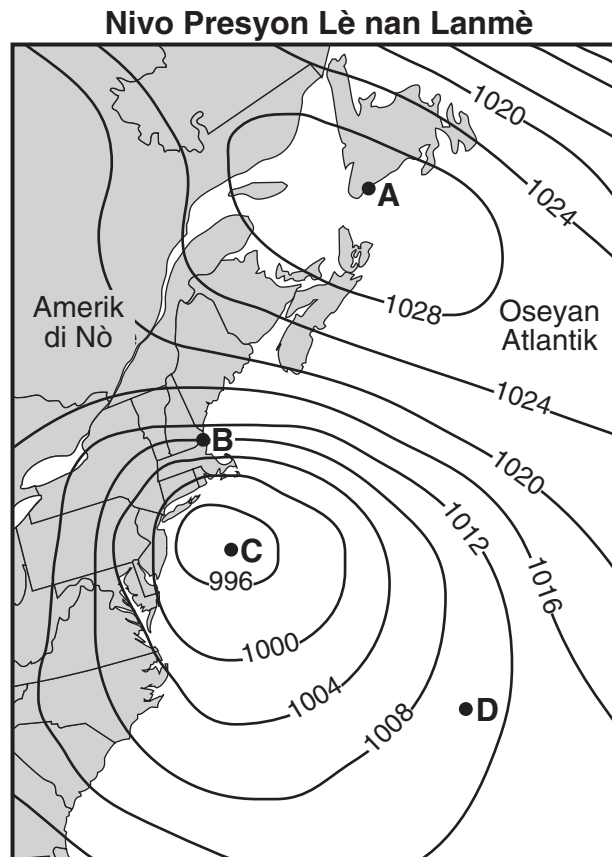 Nivo Presyon Lè nan Lanmè
1020
1024
A
Amerik
di Nò
1028
Oseyan
Atlantik
1024
B
1020
1012
C
996
1016
1000
1004
D
1008